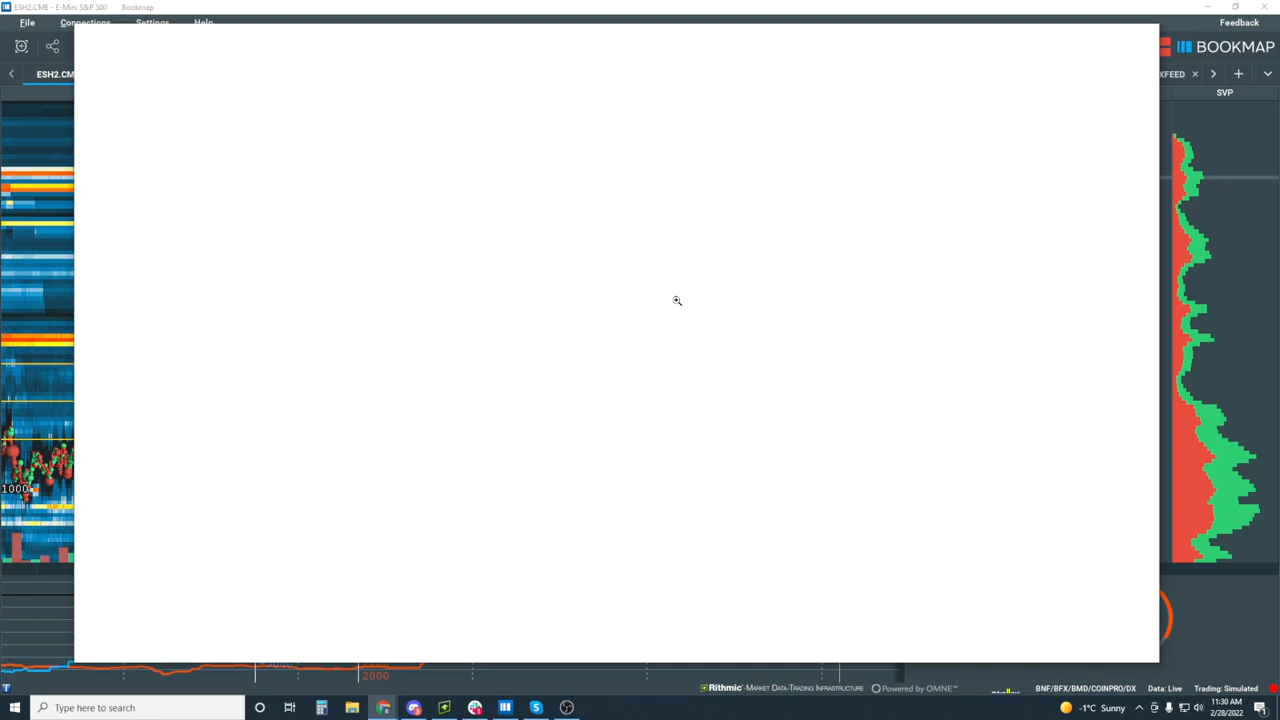 ESH2.CME - E-Mini S&P 500 Bookmap
File Connections Settings Help Feedback
BOOKMAP
ESH2.CM
XFEED
SVP
1000
2000
Rithmic - MARKET DATA-TRADING INFRASTRUCTURE Powered by OMNE™ BNF/BFX/BMD/COINPRO/DX Data: Live Trading: Simulated
Type here to search
-1°C Sunny
11:30 AM
2/28/2022